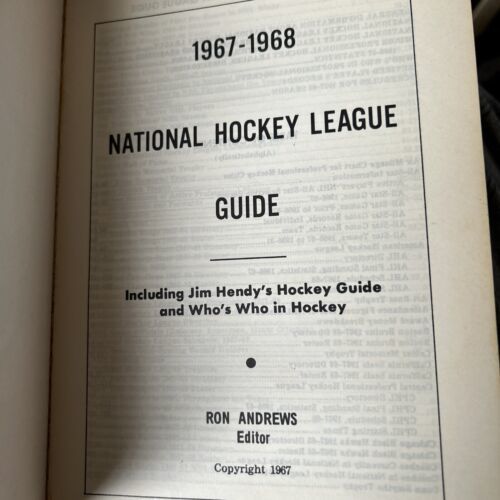 1967-1968
NATIONAL HOCKEY LEAGUE
GUIDE
Including Jim Hendy's Hockey Guide
and Who's Who in Hockey
RON ANDREWS
Editor
Copyright 1967